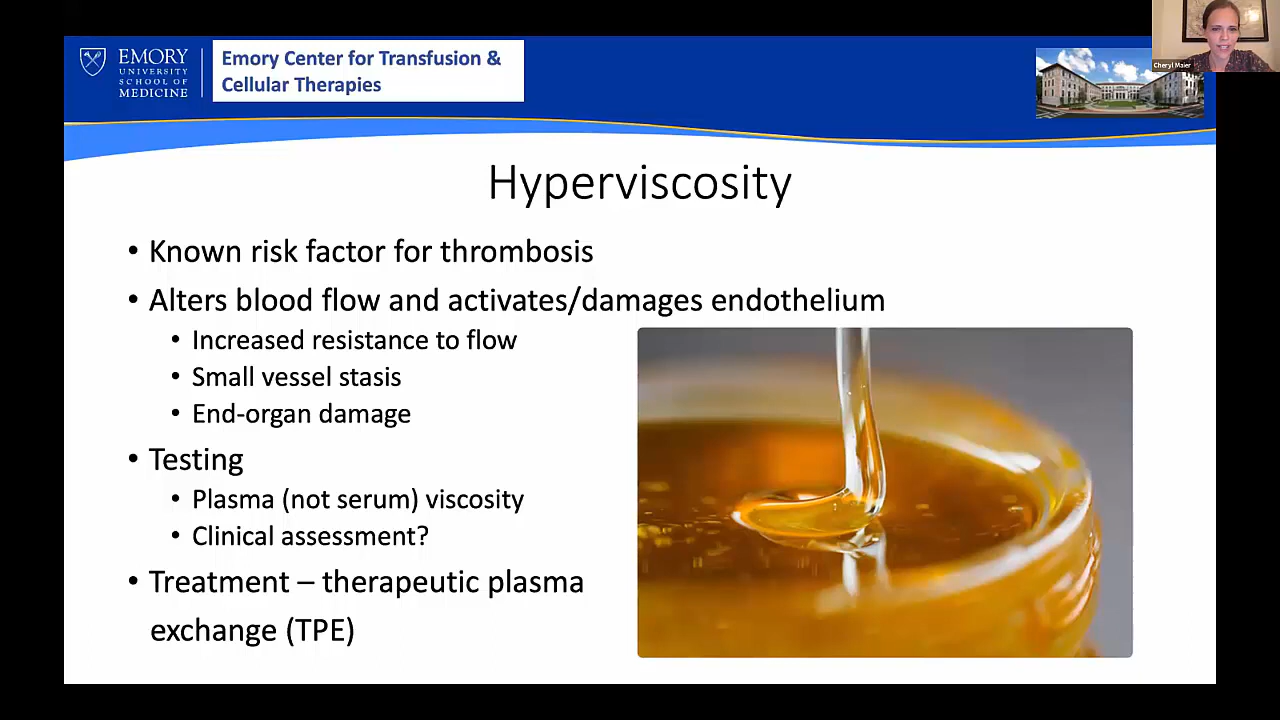 EMORY
UNIVERSITY
SCHOOL OF
MEDICINE
Emory Center for Transfusion &
Cellular Therapies
Cheryl Maier
Hyperviscosity
• Known risk factor for thrombosis
• Alters blood flow and activates/damages endothelium
• Increased resistance to flow
• Small vessel stasis
• End-organ damage
• Testing
• Plasma (not serum) viscosity
• Clinical assessment?
• Treatment – therapeutic plasma
exchange (TPE)